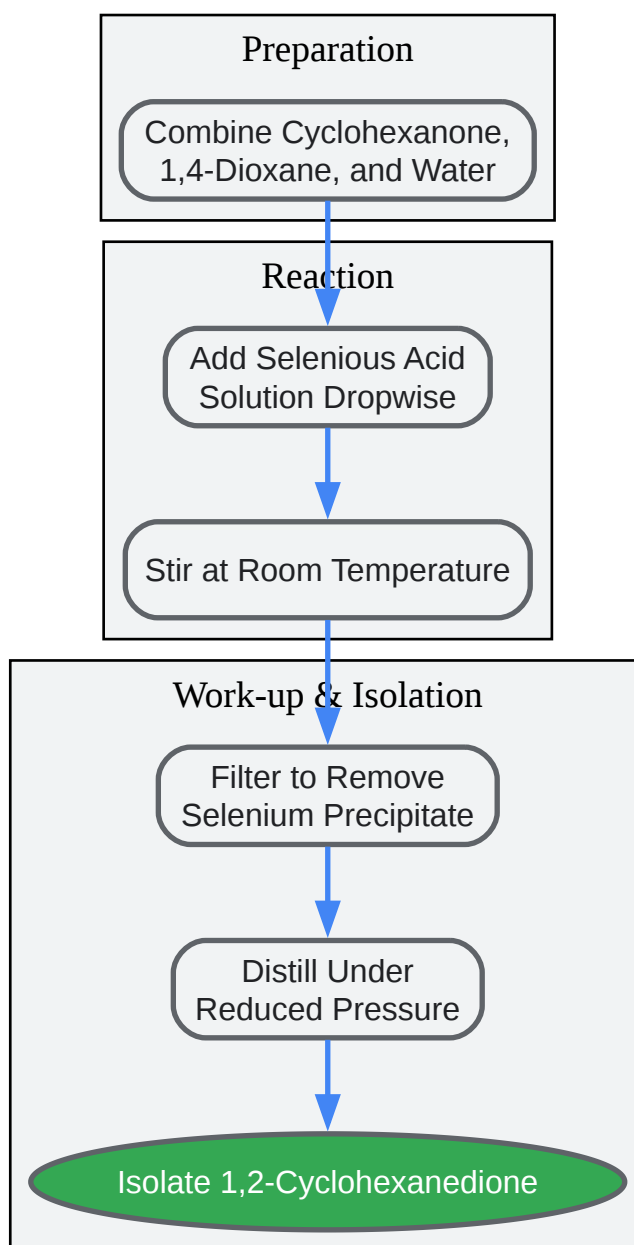 Preparation
Combine Cyclohexanone,
1,4-Dioxane, and Water
Reaction
Add Selenious Acid
Solution Dropwise
Stir at Room Temperature
Work-up & Isolation
Filter to Remove
Selenium Precipitate
Distill Under
Reduced Pressure
Isolate 1,2-Cyclohexanedione